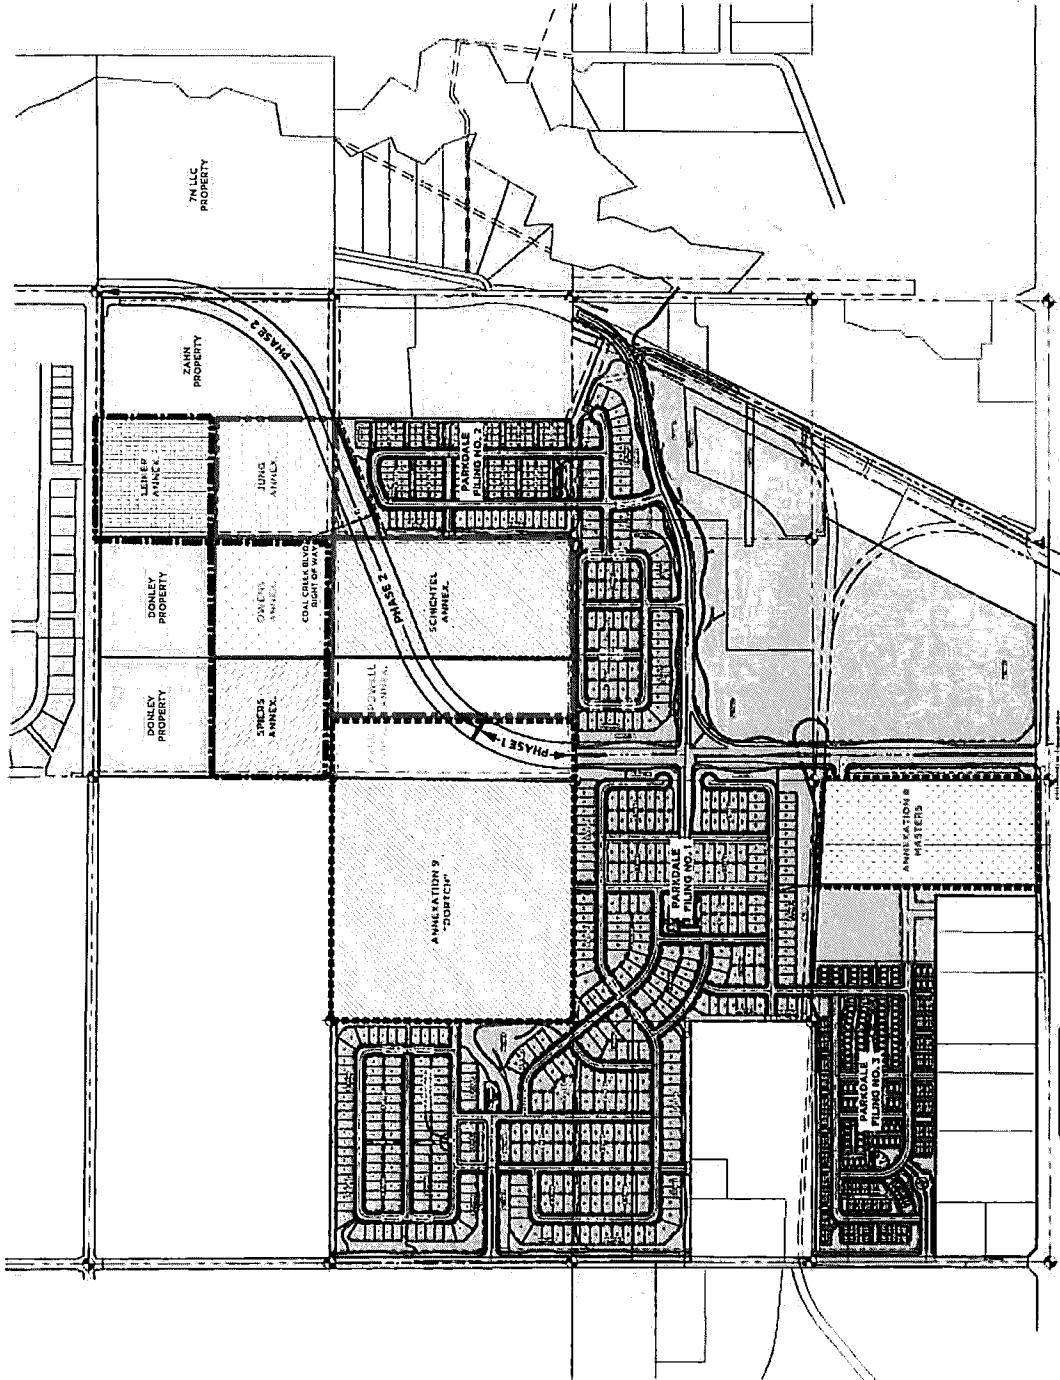 7N LLC
PROPERTY
PHASE 2
ZAHN
PROPERTY
LEINER
ANNEX.
JUNG
ANNEX.
PARKDALE
FILING NO. 2
DONLEY
PROPERTY
OWENS
ANNEX.
COAL CREEK BLVD.
RIGHT OF WAY
PHASE 2
SCHICHTEL
ANNEX.
DONLEY
PROPERTY
SPIERS
ANNEX.
POWELL
ANNEX.
PHASE 1
ANNEXATION 9
"DORTCH"
PARKDALE
FILING NO. 1
ANNEXATION 8
MASTERS
PARKDALE
FILING NO. 3